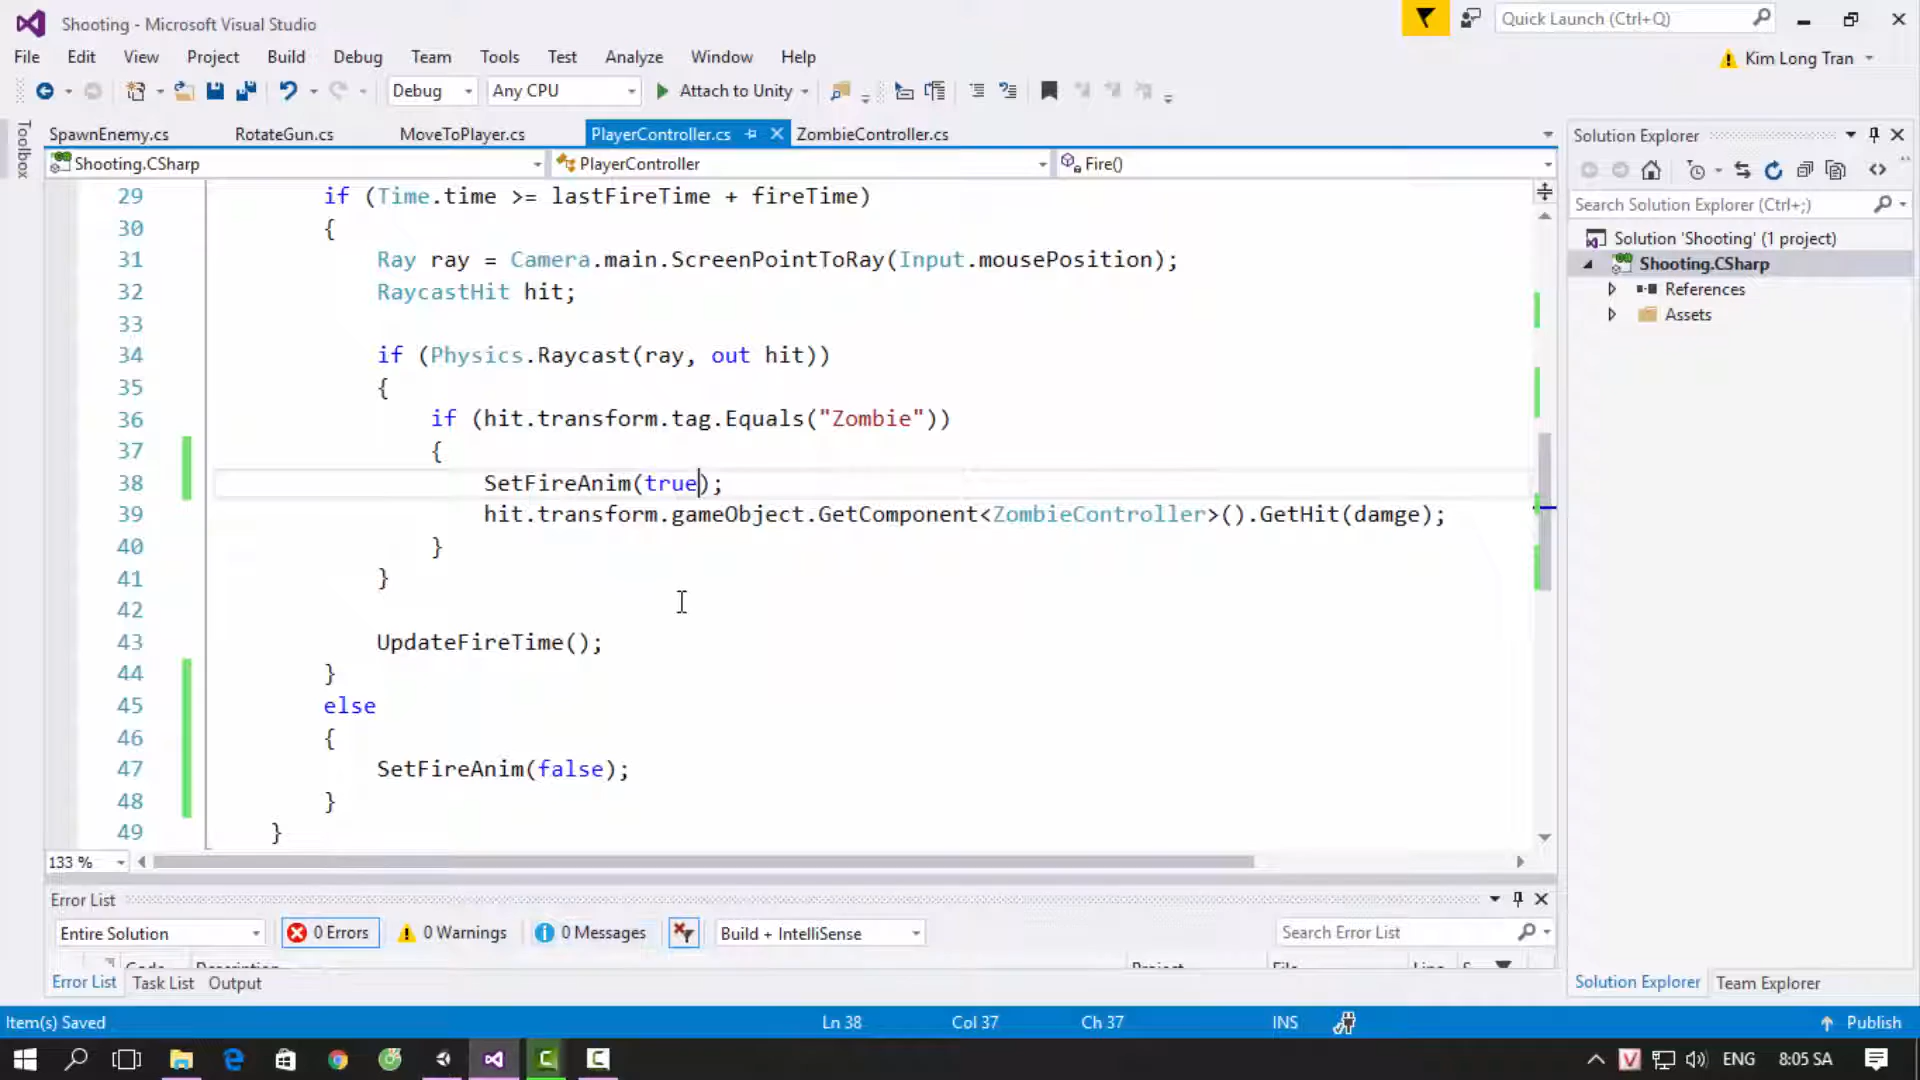 Shooting - Microsoft Visual Studio
Quick Launch (Ctrl+Q)
File Edit View Project Build Debug Team Tools Test Analyze Window Help
Kim Long Tran
Debug Any CPU Attach to Unity
Toolbox
SpawnEnemy.cs RotateGun.cs MoveToPlayer.cs PlayerController.cs ZombieController.cs
Shooting.CSharp PlayerController Fire()
29 if (Time.time >= lastFireTime + fireTime)
30 {
31 Ray ray = Camera.main.ScreenPointToRay(Input.mousePosition);
32 RaycastHit hit;
33
34 if (Physics.Raycast(ray, out hit))
35 {
36 if (hit.transform.tag.Equals("Zombie"))
37 {
38 SetFireAnim(true);
39 hit.transform.gameObject.GetComponent<ZombieController>().GetHit(damge);
40 }
41 }
42
43 UpdateFireTime();
44 }
45 else
46 {
47 SetFireAnim(false);
48 }
49 }
133 %
Solution Explorer
Search Solution Explorer (Ctrl+;)
Solution 'Shooting' (1 project)
Shooting.CSharp
References
Assets
Error List
Entire Solution 0 Errors 0 Warnings 0 Messages Build + IntelliSense Search Error List
Code Description Project File Line
Error List Task List Output
Solution Explorer Team Explorer
Item(s) Saved Ln 38 Col 37 Ch 37 INS Publish
ENG 8:05 SA